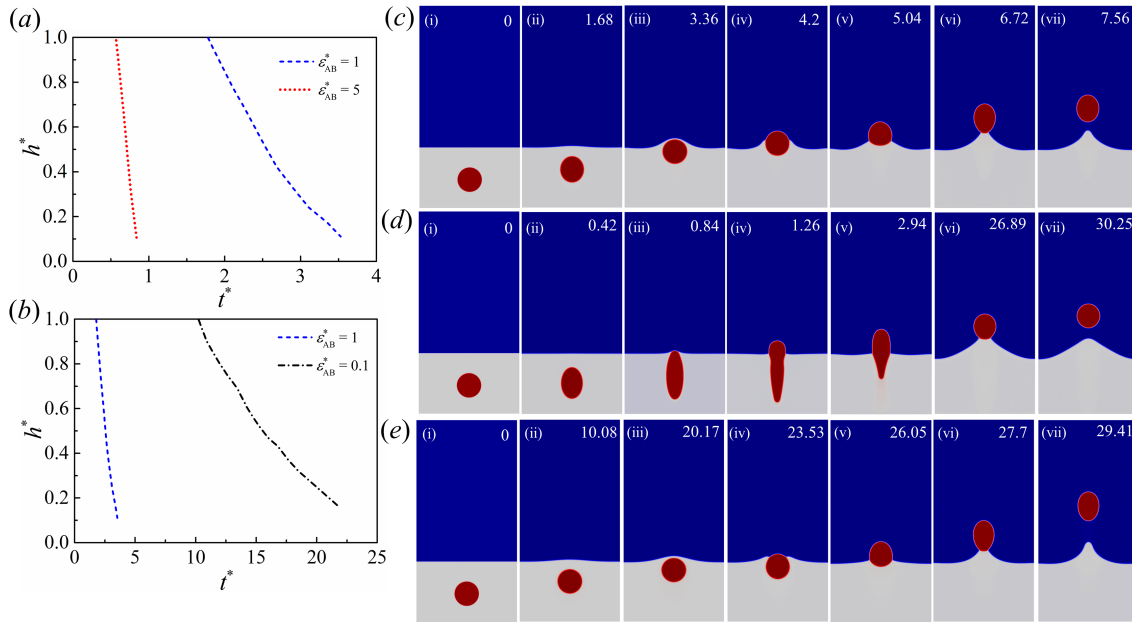 (a)
1.0
0.8
0.6
0.4
0.2
0.0
h*
0 1 2 3 4
t*
ε*AB = 1
ε*AB = 5
(b)
1.0
0.8
0.6
0.4
0.2
0.0
h*
0 5 10 15 20 25
t*
ε*AB = 1
ε*AB = 0.1
(c)
(i) 0 (ii) 1.68 (iii) 3.36 (iv) 4.2 (v) 5.04 (vi) 6.72 (vii) 7.56
(d)
(i) 0 (ii) 0.42 (iii) 0.84 (iv) 1.26 (v) 2.94 (vi) 26.89 (vii) 30.25
(e)
(i) 0 (ii) 10.08 (iii) 20.17 (iv) 23.53 (v) 26.05 (vi) 27.7 (vii) 29.41